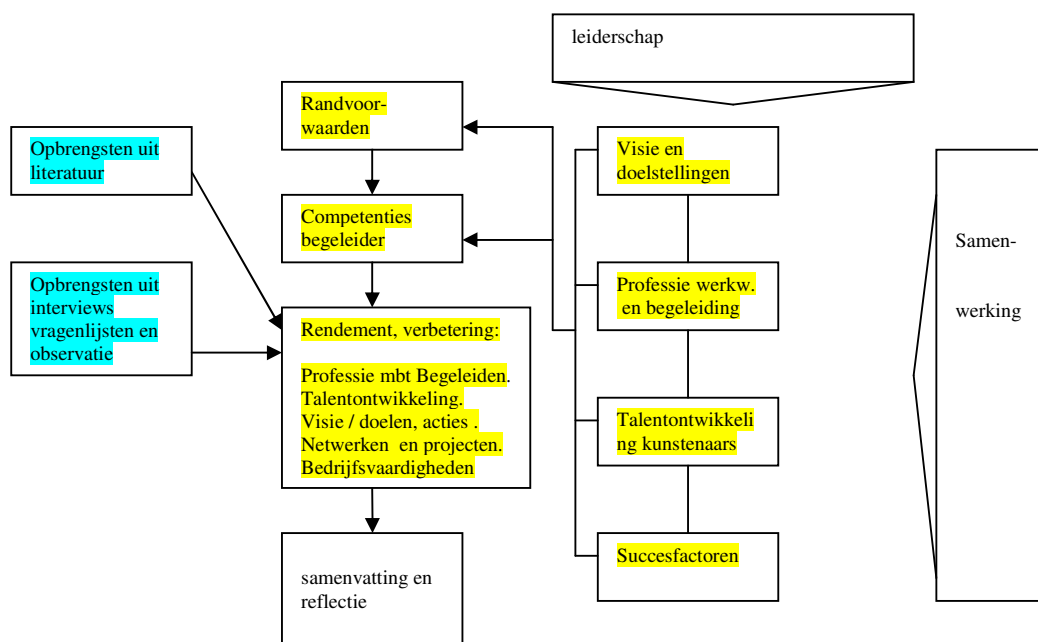 leiderschap
Randvoor-
waarden
Opbrengsten uit
literatuur
Visie en
doelstellingen
Competenties
begeleider
Samen-
werking
Opbrengsten uit
interviews
vragenlijsten en
observatie
Professie werkw.
en begeleiding
Rendement, verbetering:
Professie mbt Begeleiden.
Talentontwikkeling.
Visie / doelen, acties .
Netwerken en projecten.
Bedrijfsvaardigheden
Talentontwikkeli
ng kunstenaars
Succesfactoren
samenvatting en
reflectie